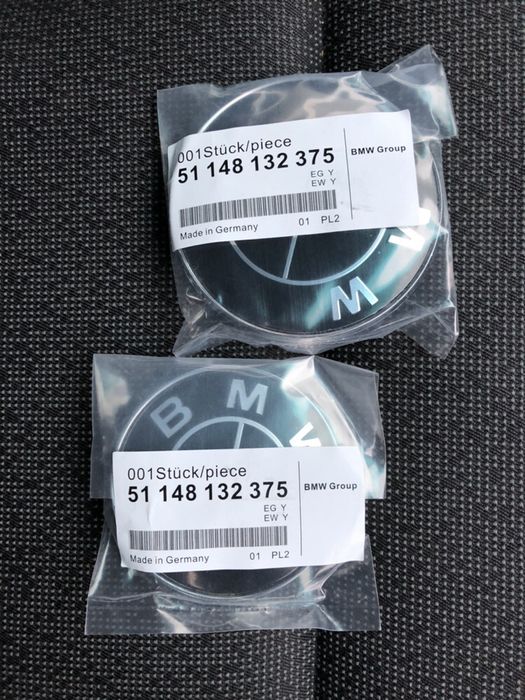 001Stück/piece
51 148 132 375
BMW Group
EG Y
EW Y
Made in Germany 01 PL2
W
M
B M W
001Stück/piece
51 148 132 375
BMW Group
EG Y
EW Y
Made in Germany 01 PL2